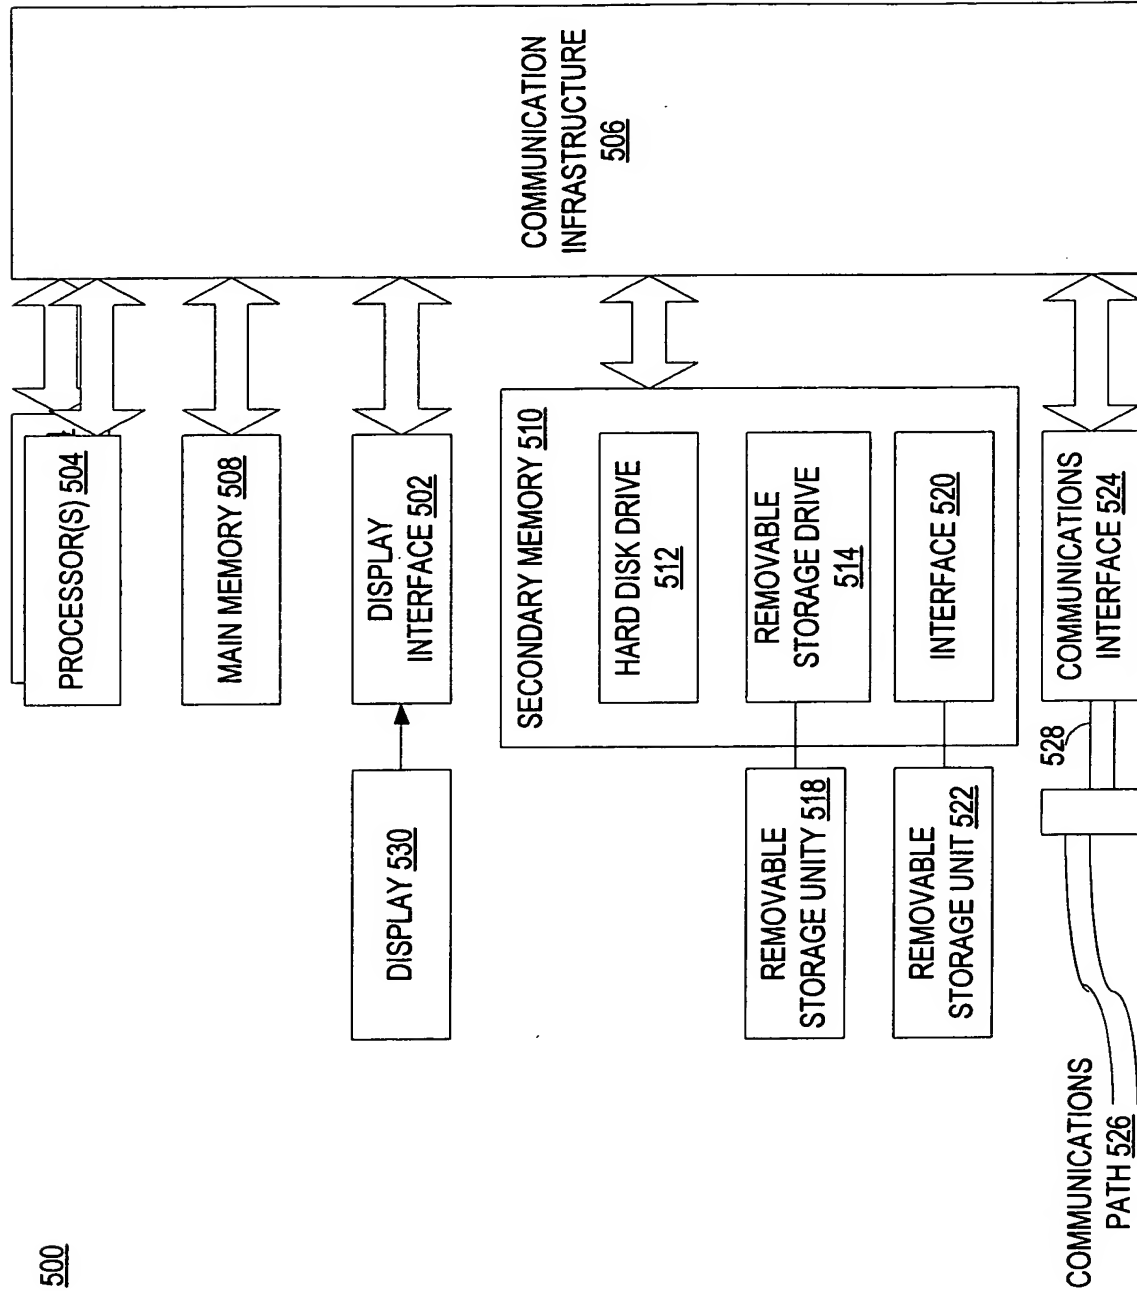 500
COMMUNICATION
INFRASTRUCTURE
506
PROCESSOR(S) 504
MAIN MEMORY 508
DISPLAY
INTERFACE 502
DISPLAY 530
SECONDARY MEMORY 510
HARD DISK DRIVE
512
REMOVABLE
STORAGE DRIVE
514
INTERFACE 520
REMOVABLE
STORAGE UNITY 518
REMOVABLE
STORAGE UNIT 522
COMMUNICATIONS
INTERFACE 524
528
COMMUNICATIONS
PATH 526